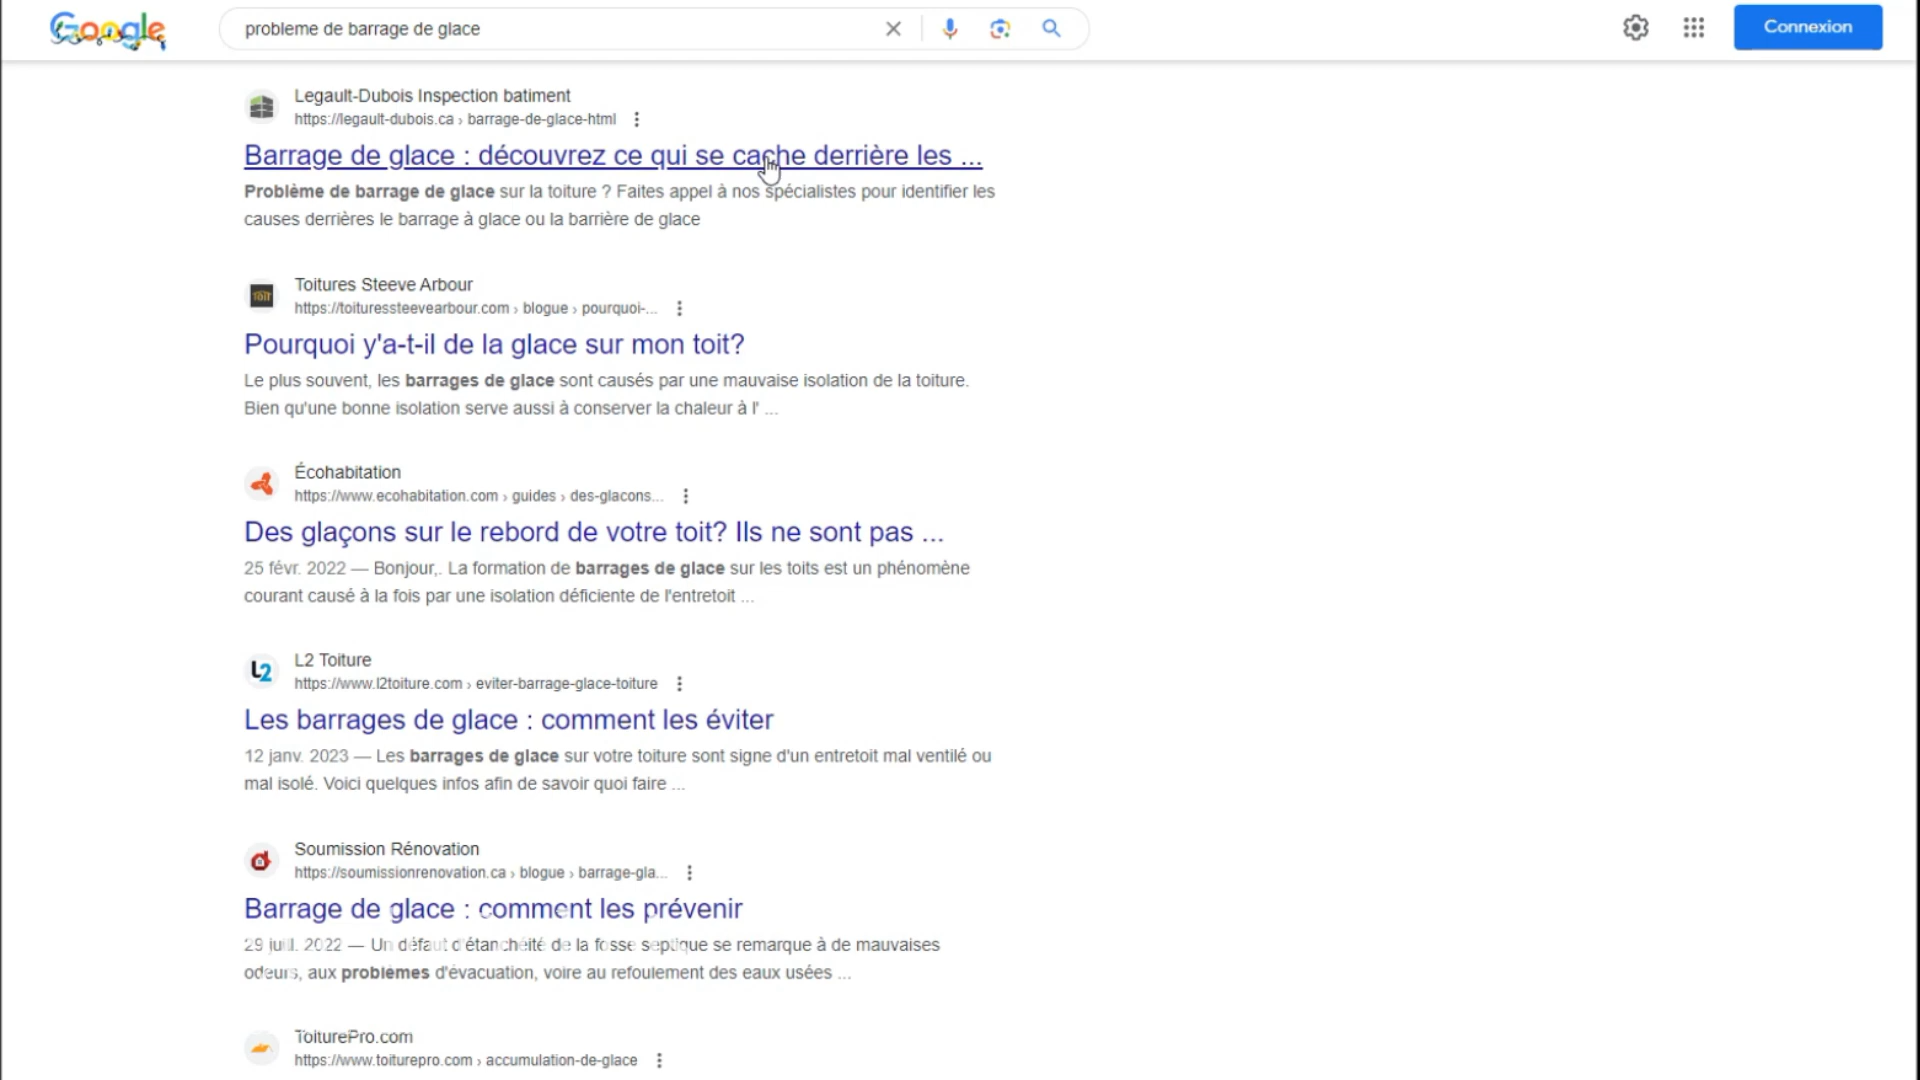 Google
probleme de barrage de glace
Connexion
Legault-Dubois Inspection batiment
https://legault-dubois.ca › barrage-de-glace-html
Barrage de glace : découvrez ce qui se cache derrière les ...
Problème de barrage de glace sur la toiture ? Faites appel à nos spécialistes pour identifier les
causes derrières le barrage à glace ou la barrière de glace
TOIT
Toitures Steeve Arbour
https://toituressteevearbour.com › blogue › pourquoi-...
Pourquoi y'a-t-il de la glace sur mon toit?
Le plus souvent, les barrages de glace sont causés par une mauvaise isolation de la toiture.
Bien qu'une bonne isolation serve aussi à conserver la chaleur à l' ...
Écohabitation
https://www.ecohabitation.com › guides › des-glacons...
Des glaçons sur le rebord de votre toit? Ils ne sont pas ...
25 févr. 2022 — Bonjour,. La formation de barrages de glace sur les toits est un phénomène
courant causé à la fois par une isolation déficiente de l'entretoit ...
L2
L2 Toiture
https://www.l2toiture.com › eviter-barrage-glace-toiture
Les barrages de glace : comment les éviter
12 janv. 2023 — Les barrages de glace sur votre toiture sont signe d'un entretoit mal ventilé ou
mal isolé. Voici quelques infos afin de savoir quoi faire ...
Soumission Rénovation
https://soumissionrenovation.ca › blogue › barrage-gla...
Barrage de glace : comment les prévenir
29 juill. 2022 — Un défaut d'étanchéité de la fosse septique se remarque à de mauvaises
odeurs, aux problèmes d'évacuation, voire au refoulement des eaux usées ...
ToiturePro.com
https://www.toiturepro.com › accumulation-de-glace